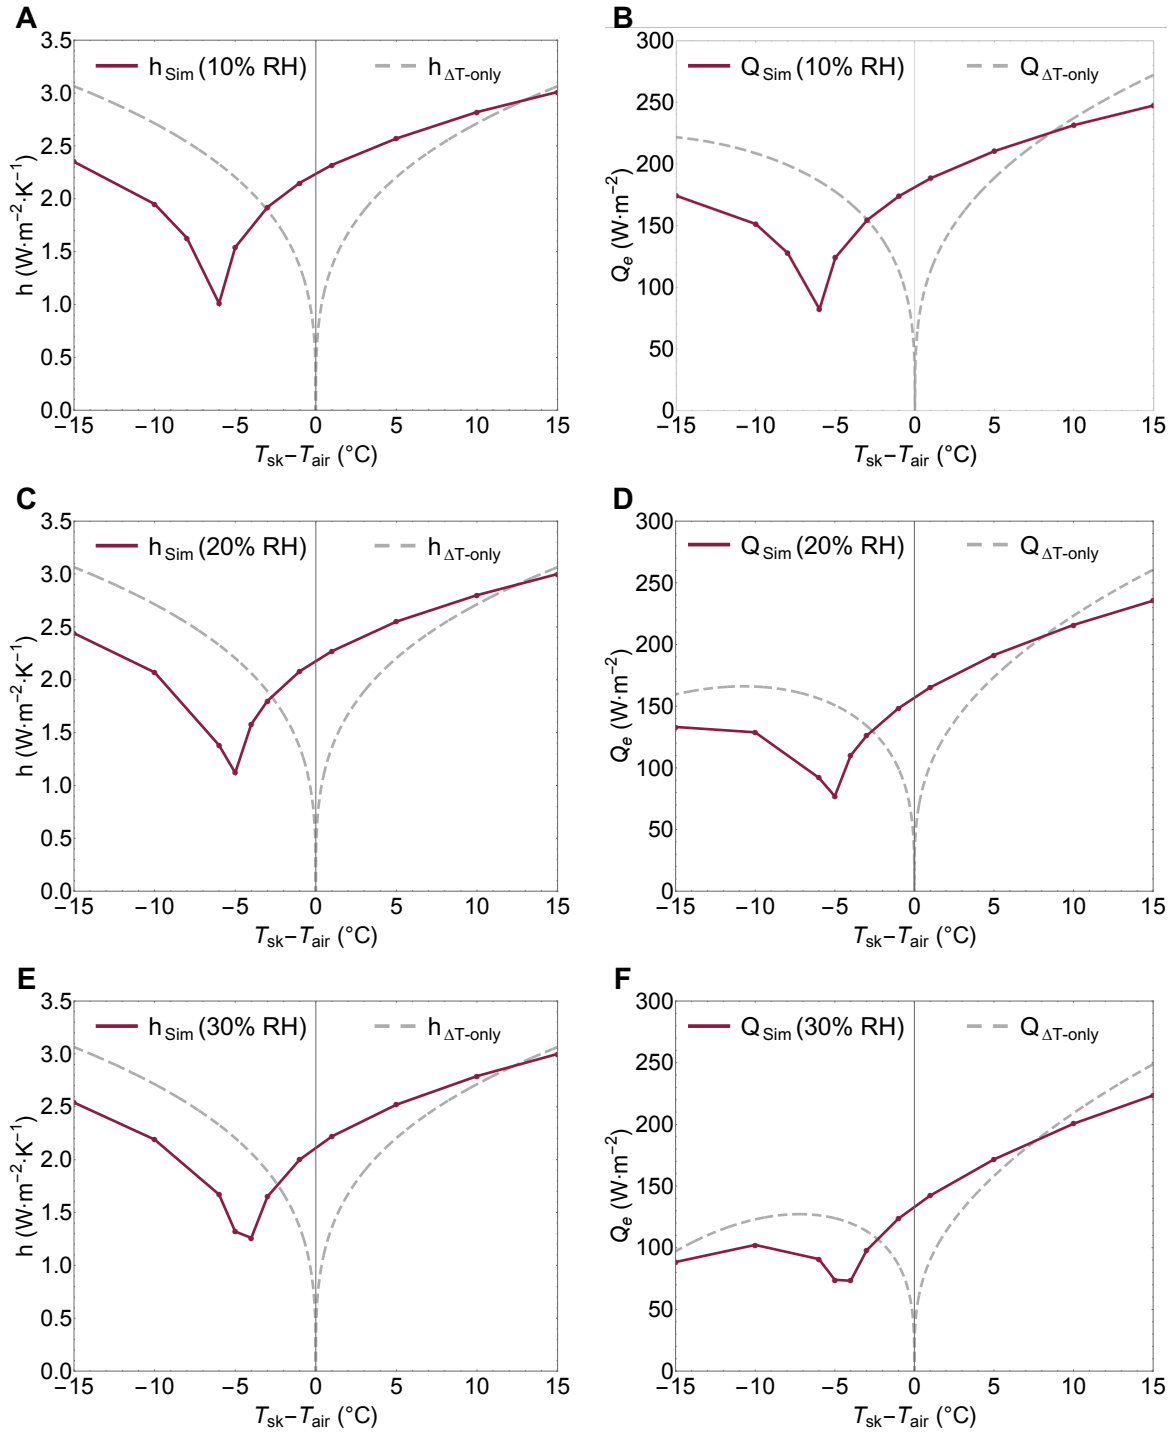 A
h_Sim (10% RH)
h_ΔT-only
h (W·m⁻²·K⁻¹)
3.5
3.0
2.5
2.0
1.5
1.0
0.5
0.0
−15 −10 −5 0 5 10 15
T_sk−T_air (°C)
B
Q_Sim (10% RH)
Q_ΔT-only
Q_e (W·m⁻²)
300
250
200
150
100
50
0
−15 −10 −5 0 5 10 15
T_sk−T_air (°C)
C
h_Sim (20% RH)
h_ΔT-only
h (W·m⁻²·K⁻¹)
3.5
3.0
2.5
2.0
1.5
1.0
0.5
0.0
−15 −10 −5 0 5 10 15
T_sk−T_air (°C)
D
Q_Sim (20% RH)
Q_ΔT-only
Q_e (W·m⁻²)
300
250
200
150
100
50
0
−15 −10 −5 0 5 10 15
T_sk−T_air (°C)
E
h_Sim (30% RH)
h_ΔT-only
h (W·m⁻²·K⁻¹)
3.5
3.0
2.5
2.0
1.5
1.0
0.5
0.0
−15 −10 −5 0 5 10 15
T_sk−T_air (°C)
F
Q_Sim (30% RH)
Q_ΔT-only
Q_e (W·m⁻²)
300
250
200
150
100
50
0
−15 −10 −5 0 5 10 15
T_sk−T_air (°C)